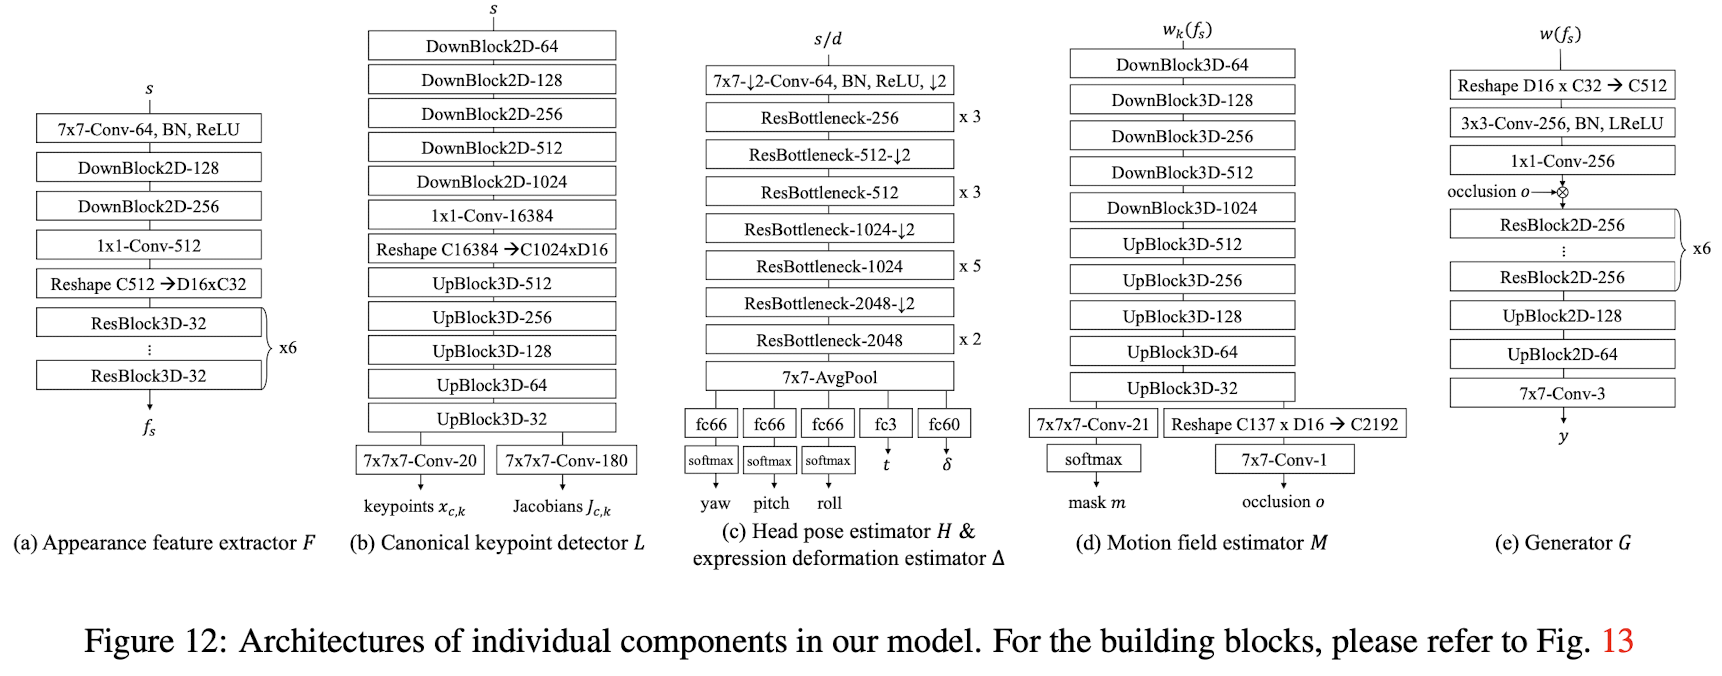 s
7x7-Conv-64, BN, ReLU
DownBlock2D-128
DownBlock2D-256
1x1-Conv-512
Reshape C512 →D16xC32
ResBlock3D-32
⋮
ResBlock3D-32
x6
fₛ
(a) Appearance feature extractor F
s
DownBlock2D-64
DownBlock2D-128
DownBlock2D-256
DownBlock2D-512
DownBlock2D-1024
1x1-Conv-16384
Reshape C16384 →C1024xD16
UpBlock3D-512
UpBlock3D-256
UpBlock3D-128
UpBlock3D-64
UpBlock3D-32
7x7x7-Conv-20
7x7x7-Conv-180
keypoints x_{c,k}
Jacobians J_{c,k}
(b) Canonical keypoint detector L
s/d
7x7-↓2-Conv-64, BN, ReLU, ↓2
ResBottleneck-256 x 3
ResBottleneck-512-↓2
ResBottleneck-512 x 3
ResBottleneck-1024-↓2
ResBottleneck-1024 x 5
ResBottleneck-2048-↓2
ResBottleneck-2048 x 2
7x7-AvgPool
fc66 fc66 fc66 fc3 fc60
softmax softmax softmax t δ
yaw pitch roll
(c) Head pose estimator H &
expression deformation estimator Δ
wₖ(fₛ)
DownBlock3D-64
DownBlock3D-128
DownBlock3D-256
DownBlock3D-512
DownBlock3D-1024
UpBlock3D-512
UpBlock3D-256
UpBlock3D-128
UpBlock3D-64
UpBlock3D-32
7x7x7-Conv-21
Reshape C137 x D16 → C2192
softmax
7x7-Conv-1
mask m
occlusion o
(d) Motion field estimator M
w(fₛ)
Reshape D16 x C32 → C512
3x3-Conv-256, BN, LReLU
1x1-Conv-256
occlusion o→⊗
ResBlock2D-256
⋮
ResBlock2D-256
x6
UpBlock2D-128
UpBlock2D-64
7x7-Conv-3
y
(e) Generator G
Figure 12: Architectures of individual components in our model. For the building blocks, please refer to Fig. 13